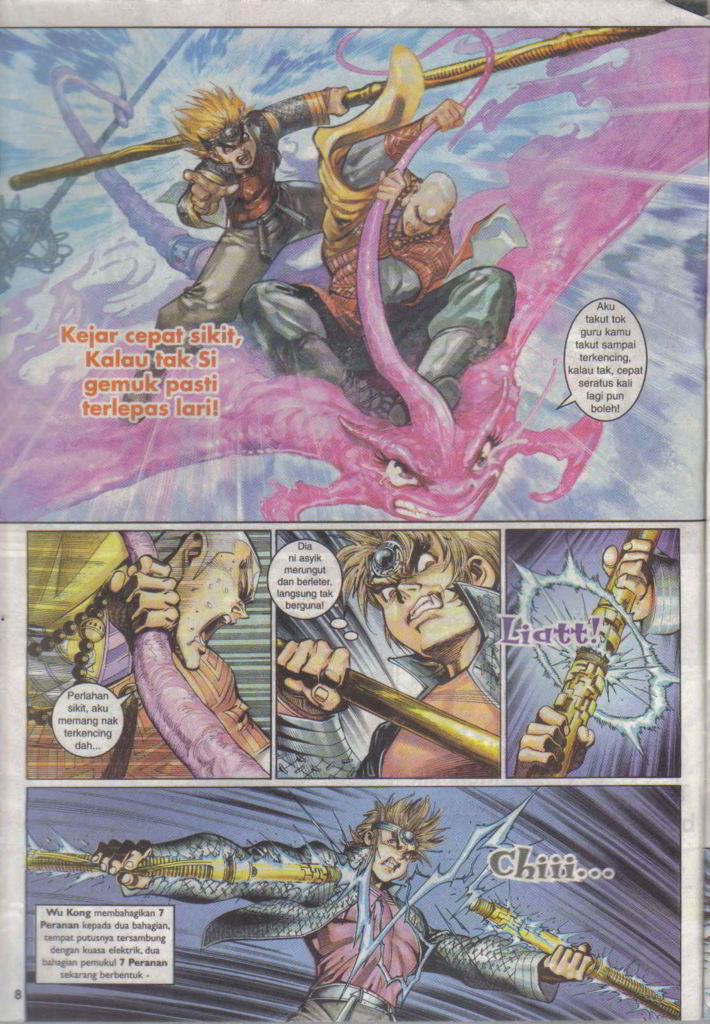 Kejar cepat sikit,
Kalau tak Si
gemuk pasti
terlepas lari!
Aku
takut tok
guru kamu
takut sampai
terkencing,
kalau tak, cepat
seratus kali
lagi pun
boleh!
Perlahan
sikit, aku
memang nak
terkencing
dah...
Dia
ni asyik
merungut
dan berleter,
langsung tak
berguna!
Liatt!
Chiii...
Wu Kong membahagikan 7
Peranan kepada dua bahagian,
tempat putusnya tersambung
dengan kuasa elektrik, dua
bahagian pemukul 7 Peranan
sekarang berbentuk -
8